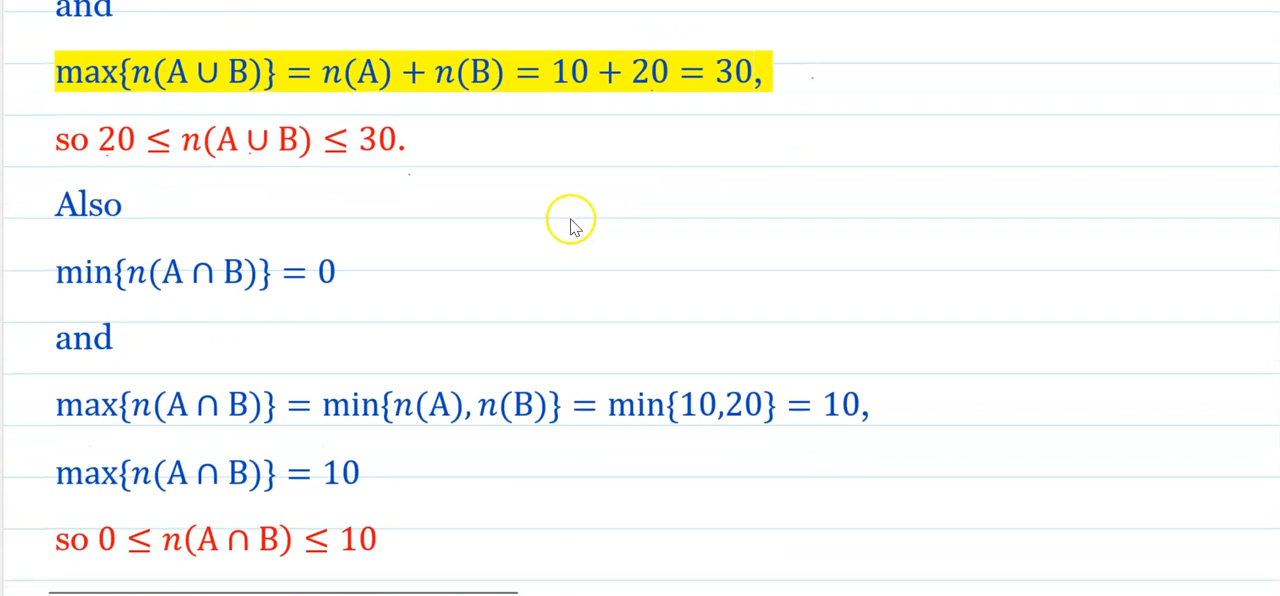 and
max{n(A ∪ B)} = n(A) + n(B) = 10 + 20 = 30,
so 20 ≤ n(A ∪ B) ≤ 30.
Also
min{n(A ∩ B)} = 0
and
max{n(A ∩ B)} = min{n(A), n(B)} = min{10,20} = 10,
max{n(A ∩ B)} = 10
so 0 ≤ n(A ∩ B) ≤ 10